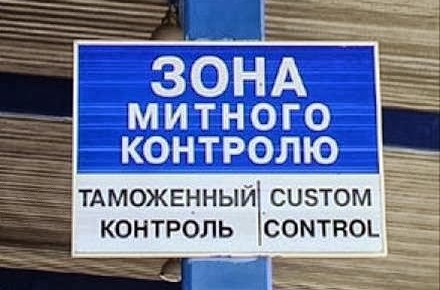 ЗОНА
МИТНОГО
КОНТРОЛЮ
ТАМОЖЕННЫЙ
КОНТРОЛЬ
CUSTOM
CONTROL